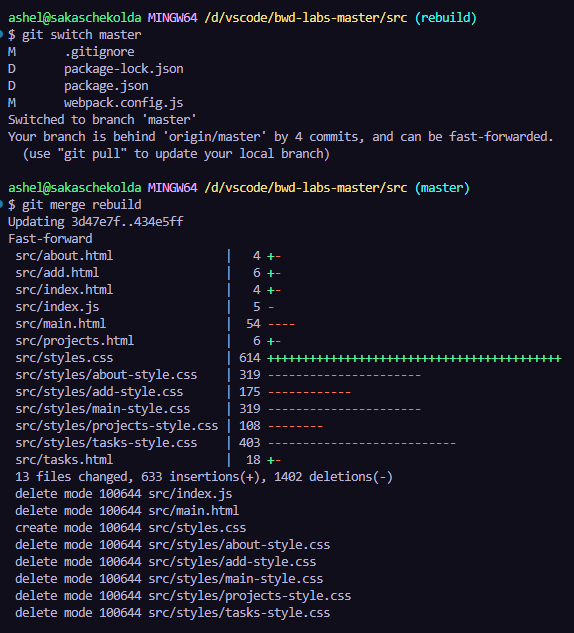 ashel@sakaschekolda MINGW64 /d/vscode/bwd-labs-master/src (rebuild)
$ git switch master
M       .gitignore
D       package-lock.json
D       package.json
M       webpack.config.js
Switched to branch 'master'
Your branch is behind 'origin/master' by 4 commits, and can be fast-forwarded.
  (use "git pull" to update your local branch)

ashel@sakaschekolda MINGW64 /d/vscode/bwd-labs-master/src (master)
$ git merge rebuild
Updating 3d47e7f..434e5ff
Fast-forward
 src/about.html                |   4 +-
 src/add.html                  |   6 +-
 src/index.html                |   4 +-
 src/index.js                  |   5 -
 src/main.html                 |  54 ----
 src/projects.html             |   6 +-
 src/styles.css                | 614 ++++++++++++++++++++++++++++++++++++++++++
 src/styles/about-style.css    | 319 ----------------------
 src/styles/add-style.css      | 175 ------------
 src/styles/main-style.css     | 319 ----------------------
 src/styles/projects-style.css | 108 --------
 src/styles/tasks-style.css    | 403 ---------------------------
 src/tasks.html                |  18 +-
 13 files changed, 633 insertions(+), 1402 deletions(-)
 delete mode 100644 src/index.js
 delete mode 100644 src/main.html
 create mode 100644 src/styles.css
 delete mode 100644 src/styles/about-style.css
 delete mode 100644 src/styles/add-style.css
 delete mode 100644 src/styles/main-style.css
 delete mode 100644 src/styles/projects-style.css
 delete mode 100644 src/styles/tasks-style.css